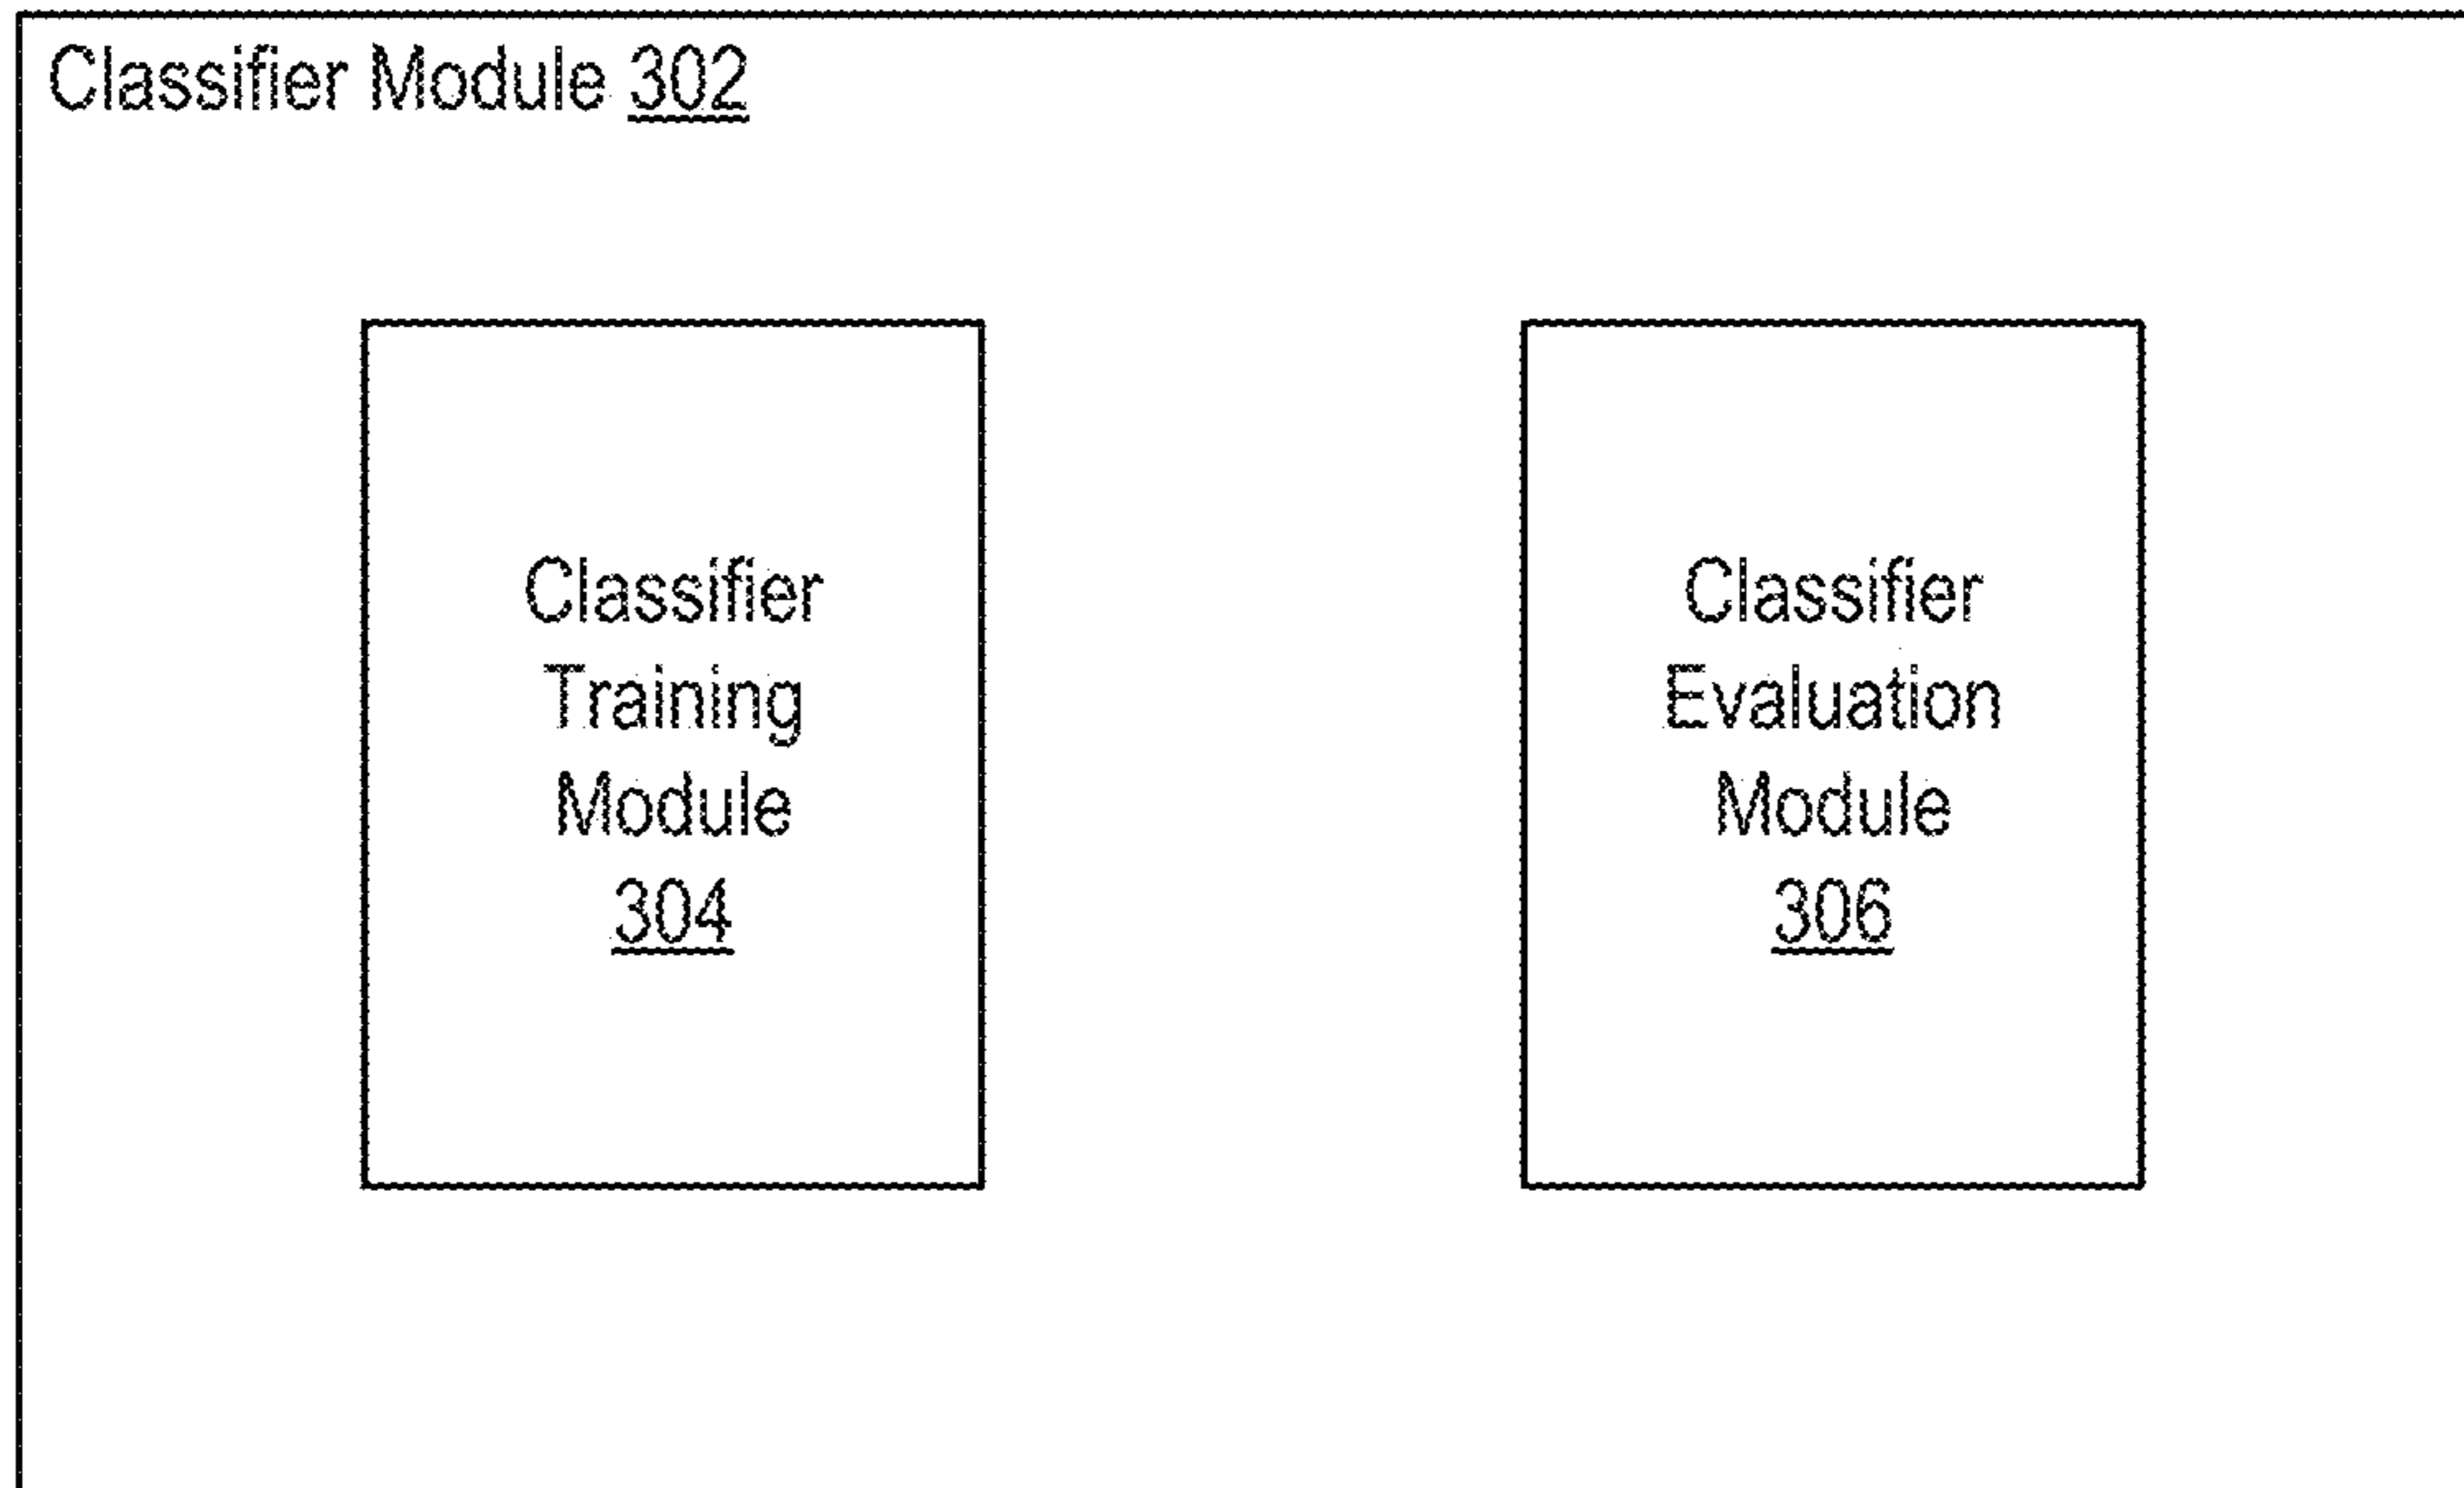 Classifier Module 302
Classifier
Training
Module
304
Classifier
Evaluation
Module
306